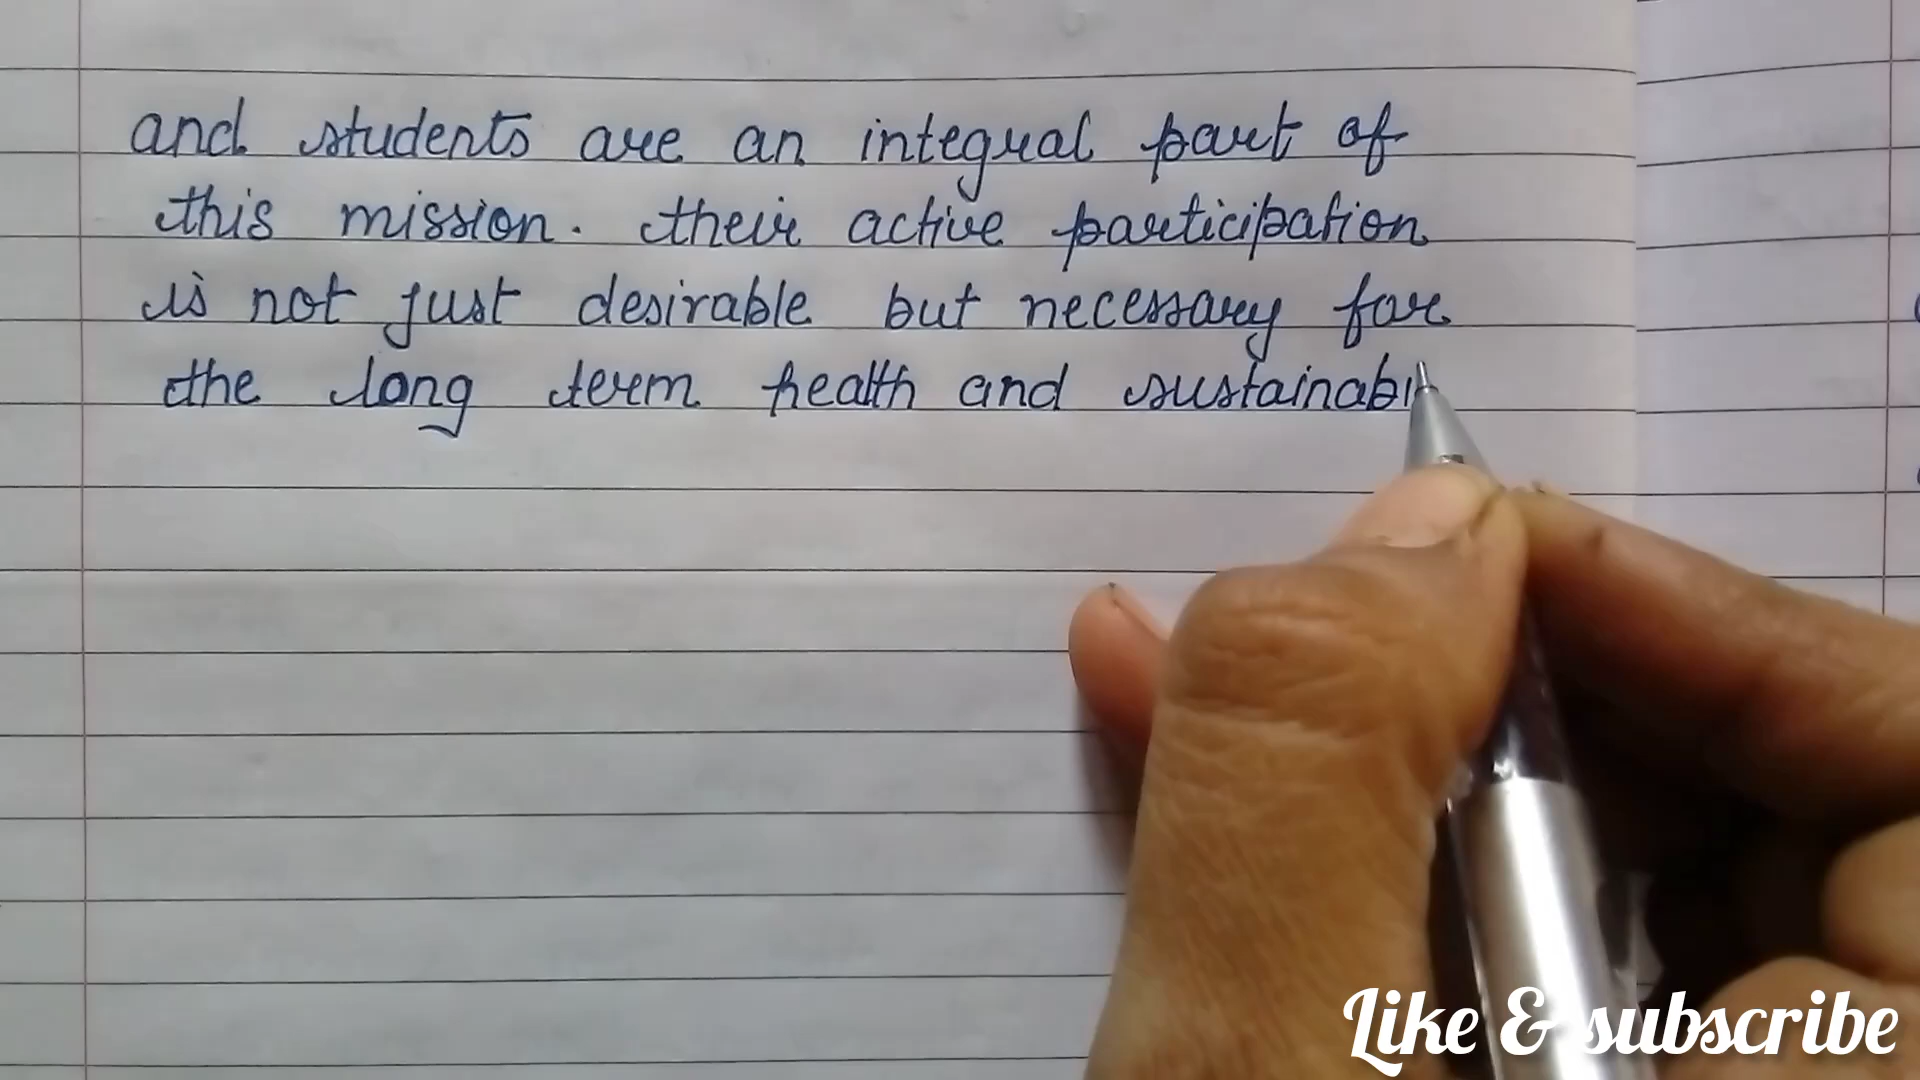 and students are an integral part of
this mission. their active participation
is not just desirable but necessary for
the long term health and sustainabi
Like & subscribe